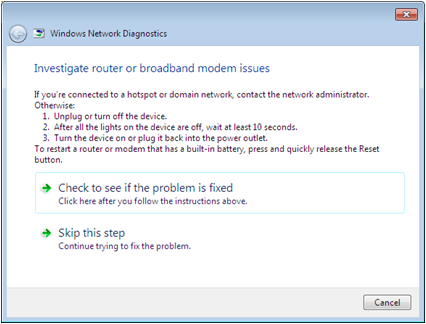 Windows Network Diagnostics
Investigate router or broadband modem issues
If you're connected to a hotspot or domain network, contact the network administrator.
Otherwise:
1. Unplug or turn off the device.
2. After all the lights on the device are off, wait at least 10 seconds.
3. Turn the device on or plug it back into the power outlet.
To restart a router or modem that has a built-in battery, press and quickly release the Reset
button.
Check to see if the problem is fixed
Click here after you follow the instructions above.
Skip this step
Continue trying to fix the problem.
Cancel